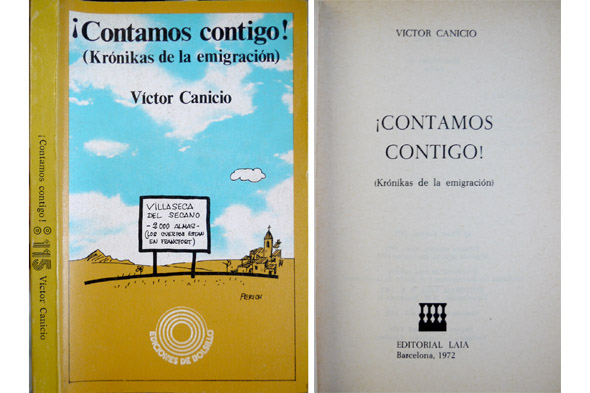 ¡Contamos contigo!
(Krónikas de la emigración)
Víctor Canicio
VILLASECA
DEL SECANO
- 2000 ALMAS -
(LOS CUERPOS ESTAN
EN FRANCFORT)
PERICH
EDICIONES DE BOLSILLO
¡Contamos contigo!
115
Víctor Canicio
VICTOR CANICIO
¡CONTAMOS
CONTIGO!
(Krónikas de la emigración)
EDITORIAL LAIA
Barcelona, 1972